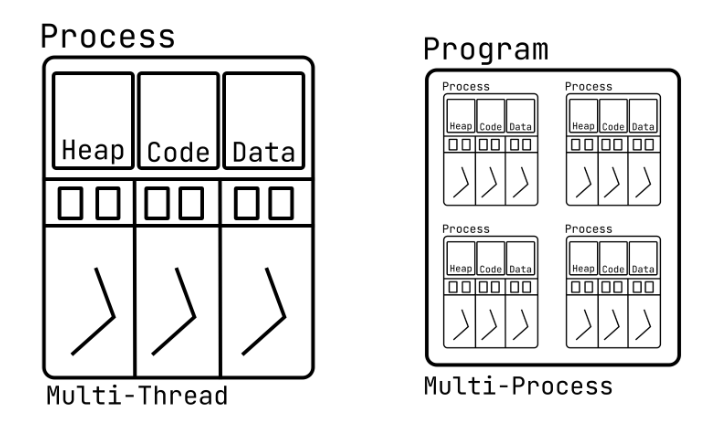 Process
Heap Code Data
Multi-Thread
Program
Process Process
Heap Code Data Heap Code Data
Process Process
Heap Code Data Heap Code Data
Multi-Process